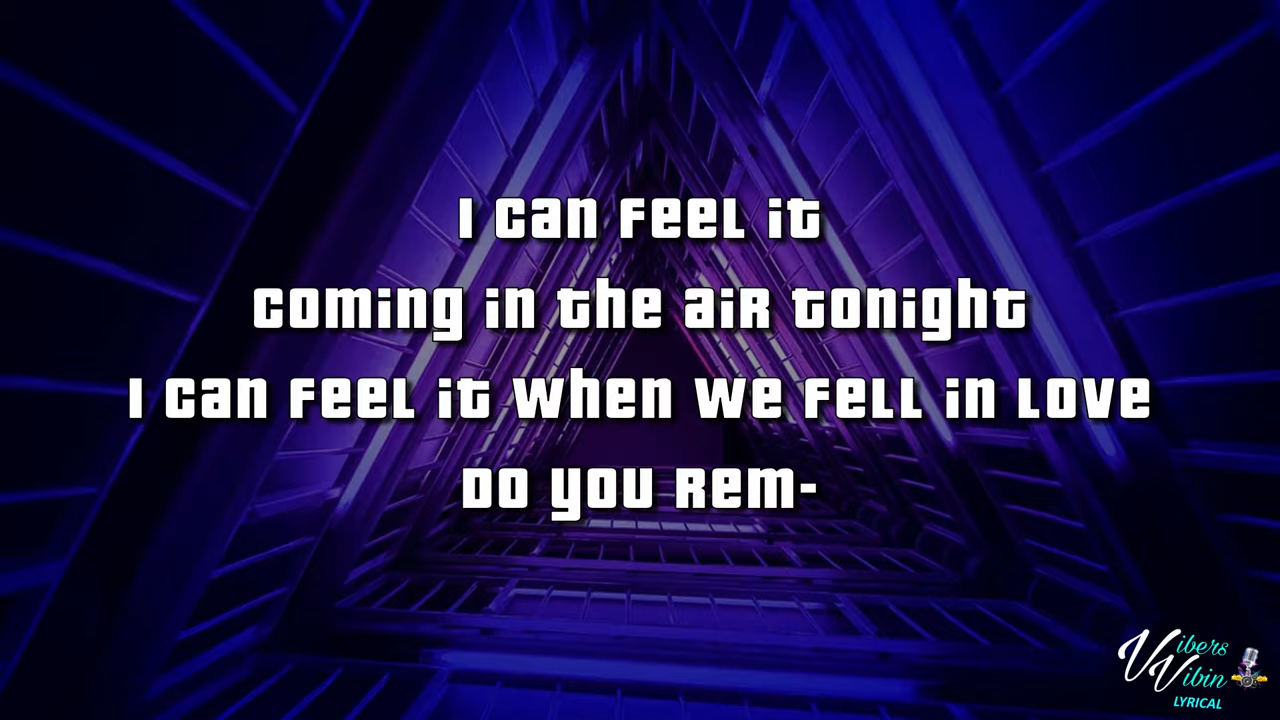 I can feel it
coming in the air tonight
I can feel it when we fell in love
Do you rem-
Vibers
Vibin
LYRICAL